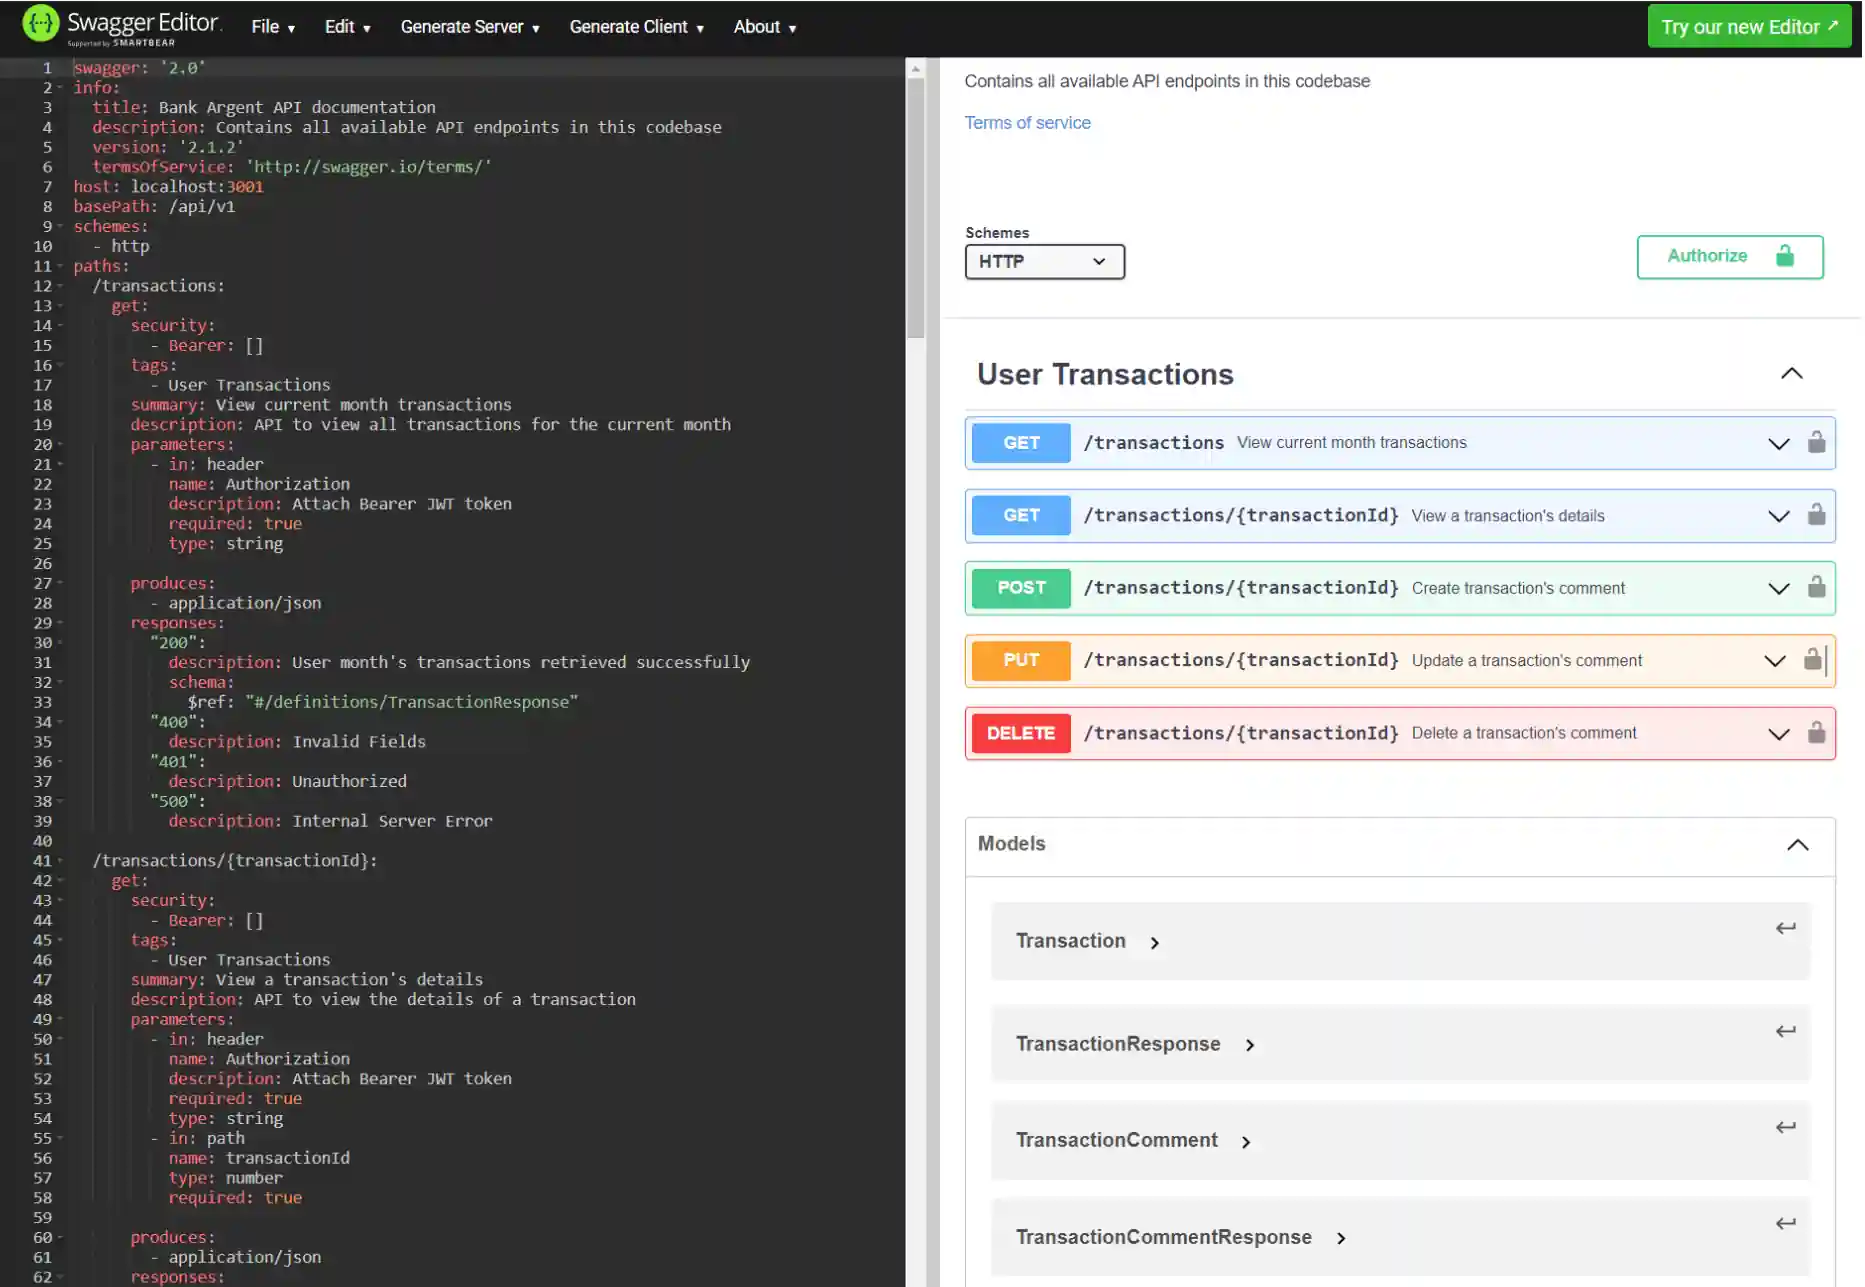 Swagger Editor.
Supported by SMARTBEAR
File ▾ Edit ▾ Generate Server ▾ Generate Client ▾ About ▾
Try our new Editor ↗
1 swagger: '2.0'
2 info:
3 title: Bank Argent API documentation
4 description: Contains all available API endpoints in this codebase
5 version: '2.1.2'
6 termsOfService: 'http://swagger.io/terms/'
7 host: localhost:3001
8 basePath: /api/v1
9 schemes:
10 - http
11 paths:
12 /transactions:
13 get:
14 security:
15 - Bearer: []
16 tags:
17 - User Transactions
18 summary: View current month transactions
19 description: API to view all transactions for the current month
20 parameters:
21 - in: header
22 name: Authorization
23 description: Attach Bearer JWT token
24 required: true
25 type: string
26
27 produces:
28 - application/json
29 responses:
30 "200":
31 description: User month's transactions retrieved successfully
32 schema:
33 $ref: "#/definitions/TransactionResponse"
34 "400":
35 description: Invalid Fields
36 "401":
37 description: Unauthorized
38 "500":
39 description: Internal Server Error
40
41 /transactions/{transactionId}:
42 get:
43 security:
44 - Bearer: []
45 tags:
46 - User Transactions
47 summary: View a transaction's details
48 description: API to view the details of a transaction
49 parameters:
50 - in: header
51 name: Authorization
52 description: Attach Bearer JWT token
53 required: true
54 type: string
55 - in: path
56 name: transactionId
57 type: number
58 required: true
59
60 produces:
61 - application/json
62 responses:
Contains all available API endpoints in this codebase
Terms of service
Schemes
HTTP
Authorize
User Transactions
GET /transactions View current month transactions
GET /transactions/{transactionId} View a transaction's details
POST /transactions/{transactionId} Create transaction's comment
PUT /transactions/{transactionId} Update a transaction's comment
DELETE /transactions/{transactionId} Delete a transaction's comment
Models
Transaction
TransactionResponse
TransactionComment
TransactionCommentResponse